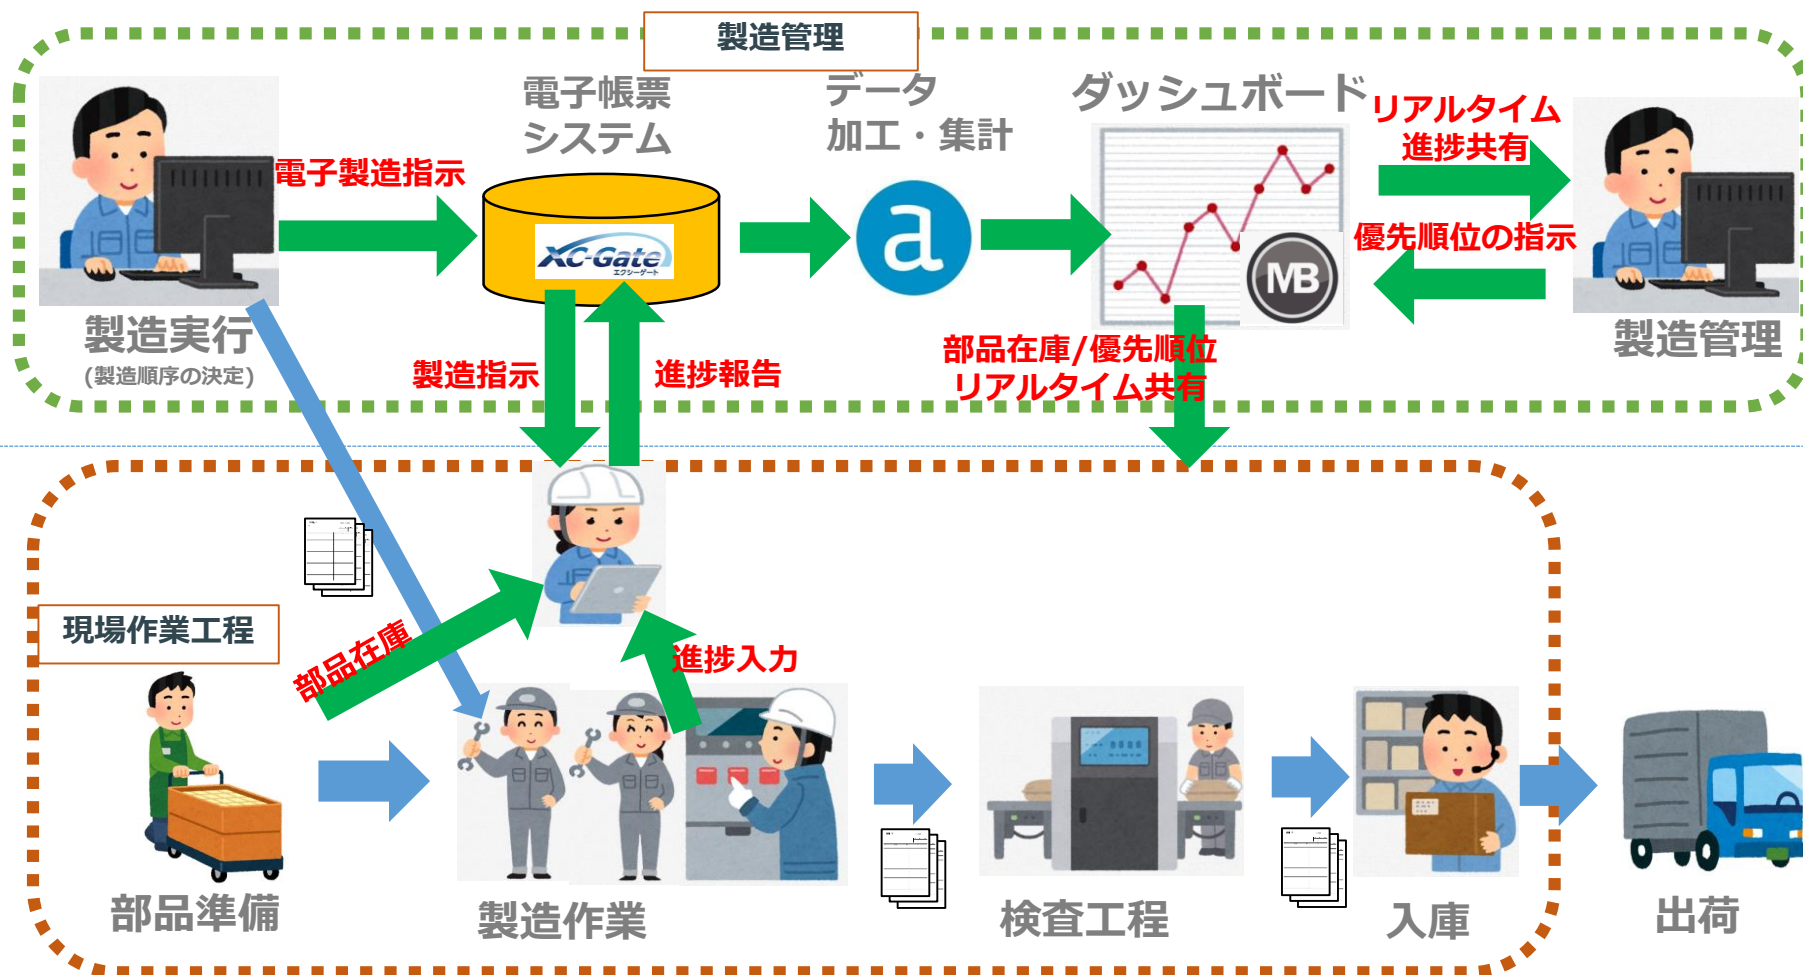 製造管理
電子帳票
システム
データ
加工・集計
ダッシュボード
リアルタイム
進捗共有
電子製造指示
XC-Gate
エクシーゲート
a
MB
優先順位の指示
製造実行
(製造順序の決定)
製造指示
進捗報告
部品在庫/優先順位
リアルタイム共有
製造管理
現場作業工程
部品在庫
進捗入力
部品準備
製造作業
検査工程
入庫
出荷